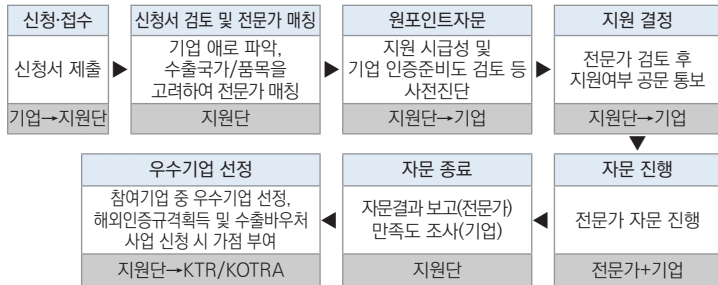 신청·접수
신청서 제출
기업→지원단
▶
신청서 검토 및 전문가 매칭
기업 애로 파악,
수출국가/품목을
고려하여 전문가 매칭
지원단
▶
원포인트자문
지원 시급성 및
기업 인증준비도 검토 등
사전진단
지원단→기업
▶
지원 결정
전문가 검토 후
지원여부 공문 통보
지원단→기업
▼
자문 진행
전문가 자문 진행
전문가+기업
◀
자문 종료
자문결과 보고(전문가)
만족도 조사(기업)
지원단
◀
우수기업 선정
참여기업 중 우수기업 선정,
해외인증규격획득 및 수출바우처
사업 신청 시 가점 부여
지원단→KTR/KOTRA